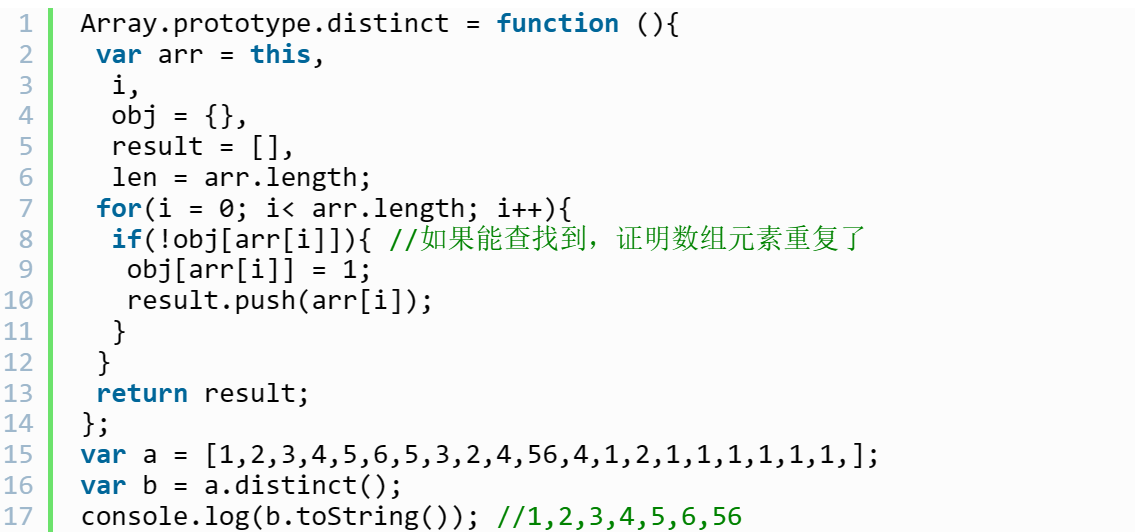 1 Array.prototype.distinct = function (){
2 var arr = this,
3 i,
4 obj = {},
5 result = [],
6 len = arr.length;
7 for(i = 0; i< arr.length; i++){
8 if(!obj[arr[i]]){ //如果能查找到，证明数组元素重复了
9 obj[arr[i]] = 1;
10 result.push(arr[i]);
11 }
12 }
13 return result;
14 };
15 var a = [1,2,3,4,5,6,5,3,2,4,56,4,1,2,1,1,1,1,1,1,];
16 var b = a.distinct();
17 console.log(b.toString()); //1,2,3,4,5,6,56